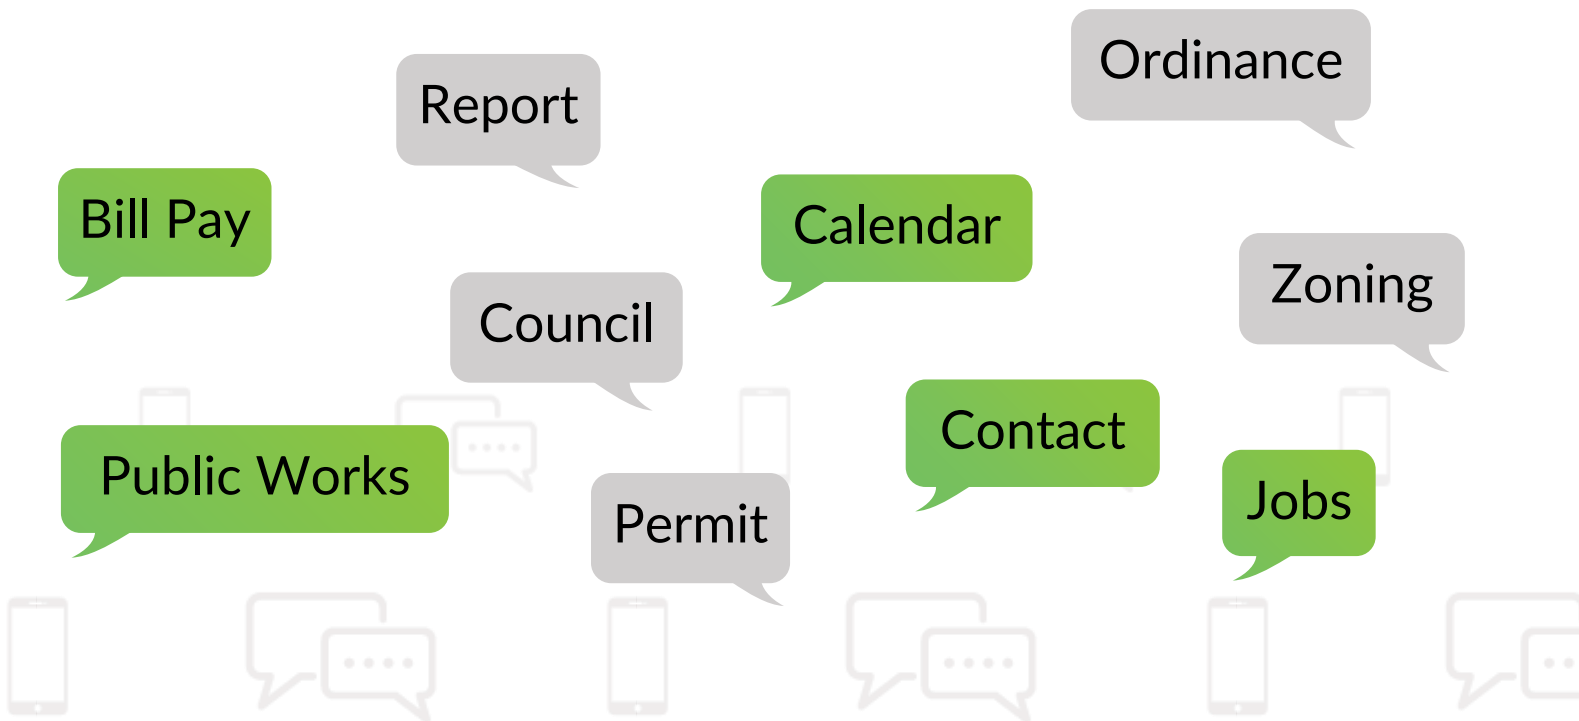 Ordinance
Report
Bill Pay
Calendar
Zoning
Council
Contact
Public Works
Jobs
Permit